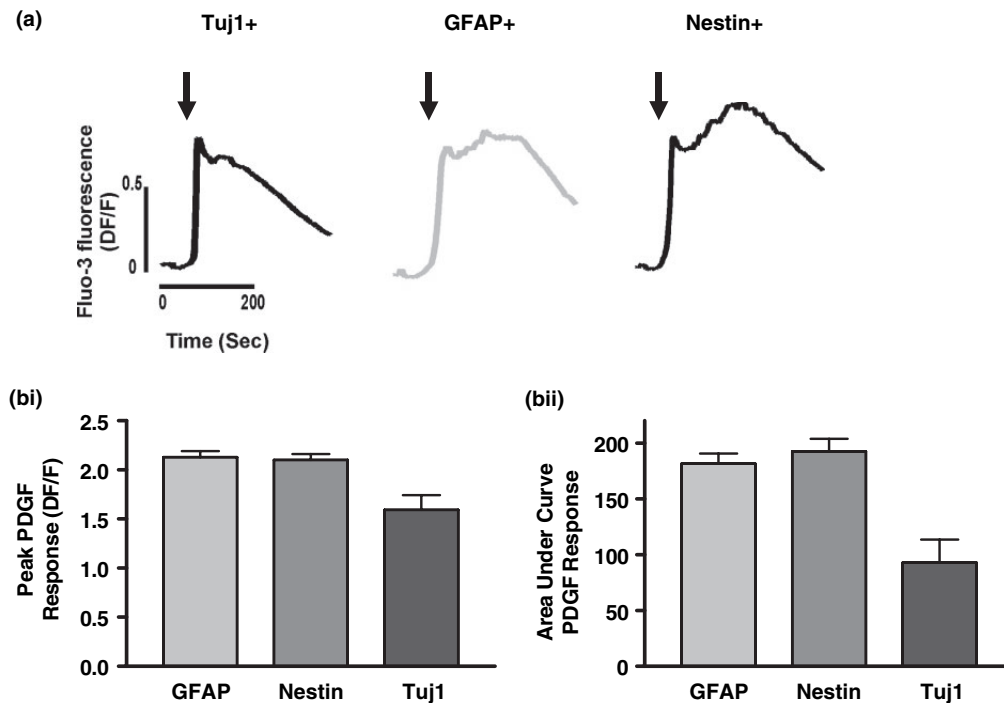 (a)
Tuj1+ GFAP+ Nestin+
Fluo-3 fluorescence
(DF/F)
0.5
0
0 200
Time (Sec)
(bi)
Peak PDGF
Response (DF/F)
2.5
2.0
1.5
1.0
0.5
0.0
GFAP Nestin Tuj1
(bii)
Area Under Curve
PDGF Response
200
150
100
50
0
GFAP Nestin Tuj1